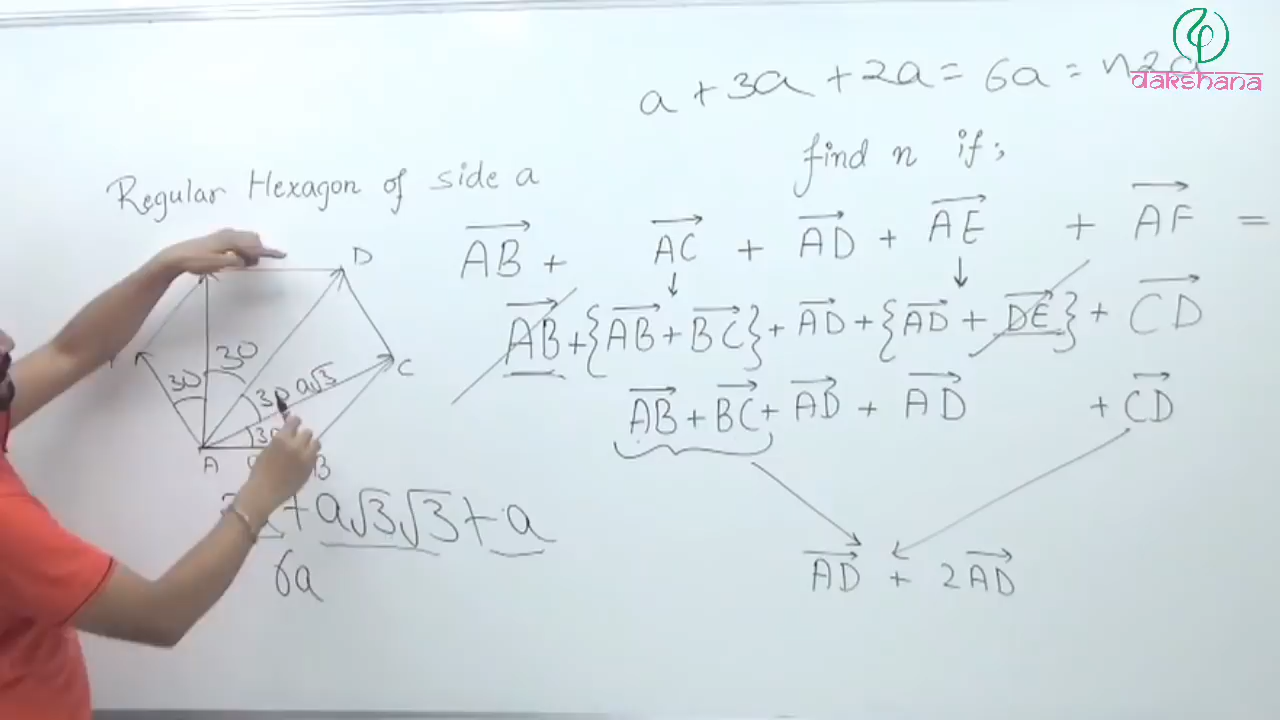 dakshana
a + 3a + 2a = 6a = n2a
find n if;
Regular Hexagon of side a
AB + AC + AD + AE + AF =
AB + {AB + BC} + AD + {AD + DE} + CD
AB + BC + AD + AD + CD
AD + 2AD
D
C
A
B
30
30
30
a√3
+ a√3√3 + a
6a